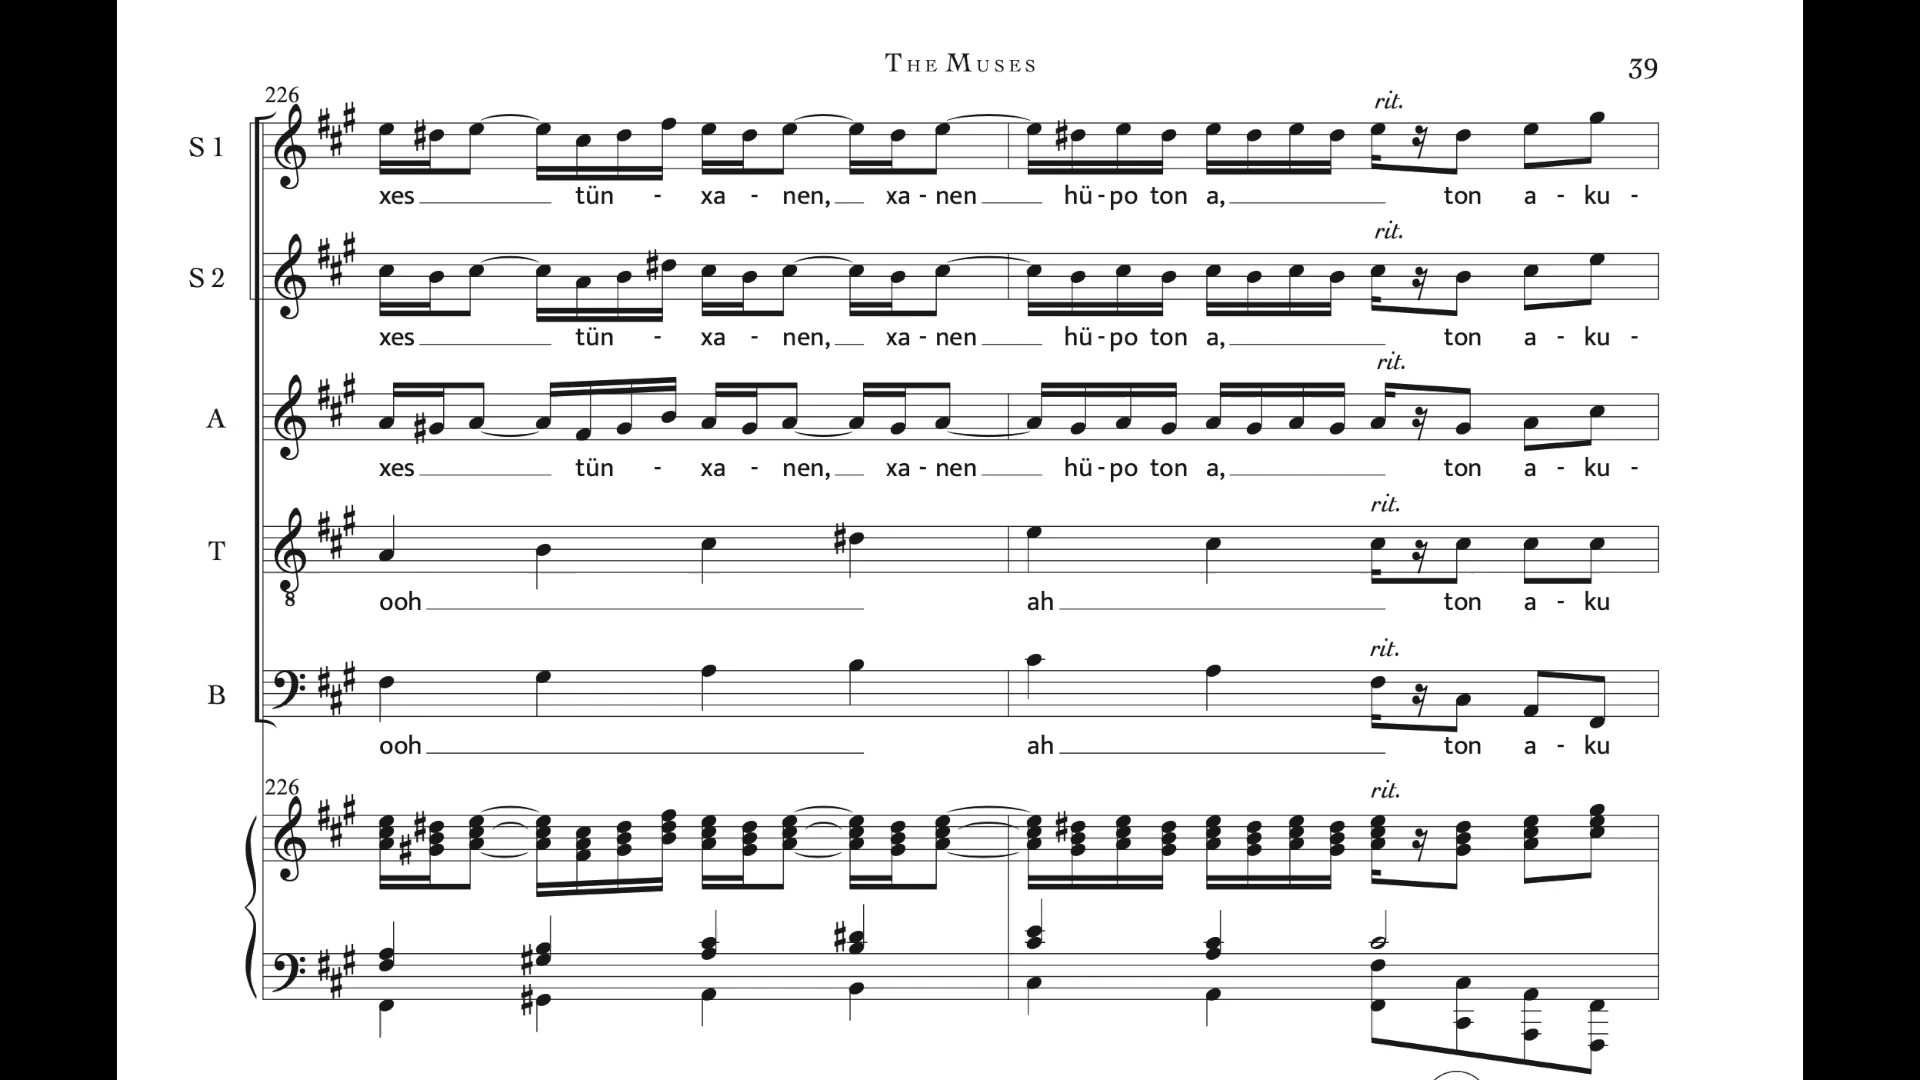 THE MUSES 39
226 rit.
S 1
xes tün - xa - nen, xa - nen hü - po ton a, ton a - ku -
rit.
S 2
xes tün - xa - nen, xa - nen hü - po ton a, ton a - ku -
rit.
A
xes tün - xa - nen, xa - nen hü - po ton a, ton a - ku -
rit.
T
8
ooh ah ton a - ku
rit.
B
ooh ah ton a - ku
226 rit.